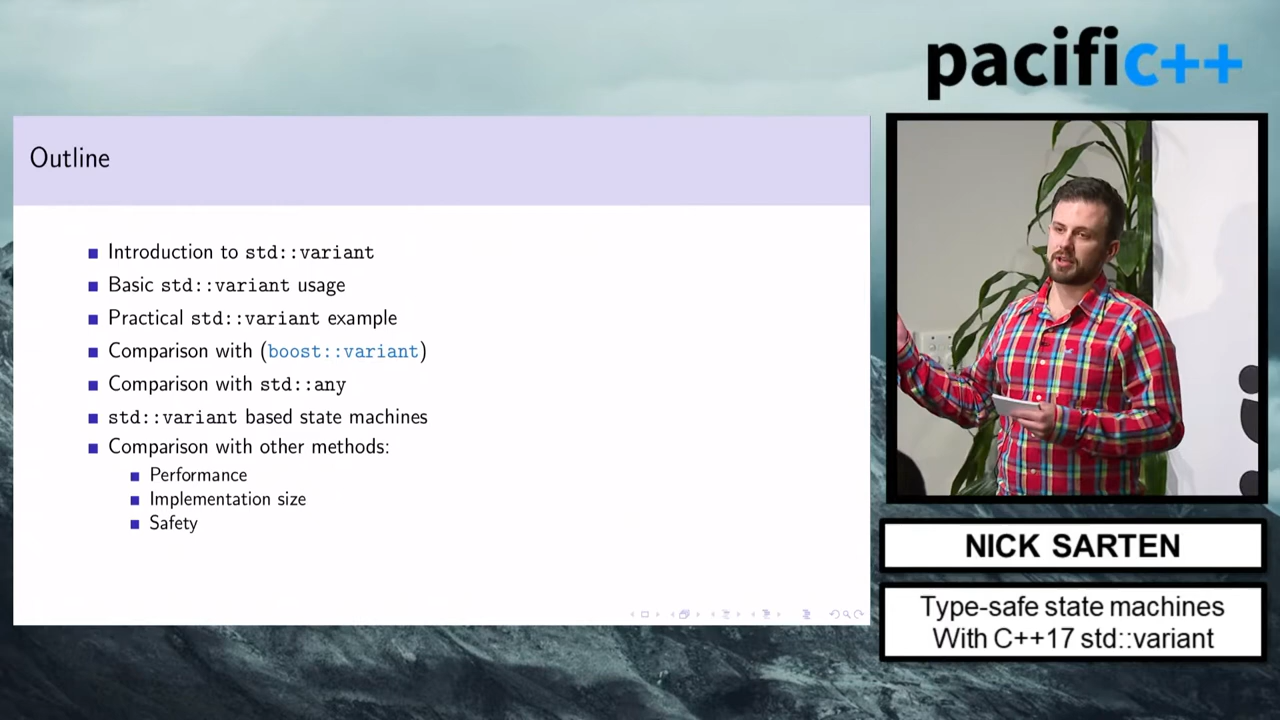 pacific++
Outline
Introduction to std::variant
Basic std::variant usage
Practical std::variant example
Comparison with (boost::variant)
Comparison with std::any
std::variant based state machines
Comparison with other methods:
Performance
Implementation size
Safety
NICK SARTEN
Type-safe state machines
With C++17 std::variant